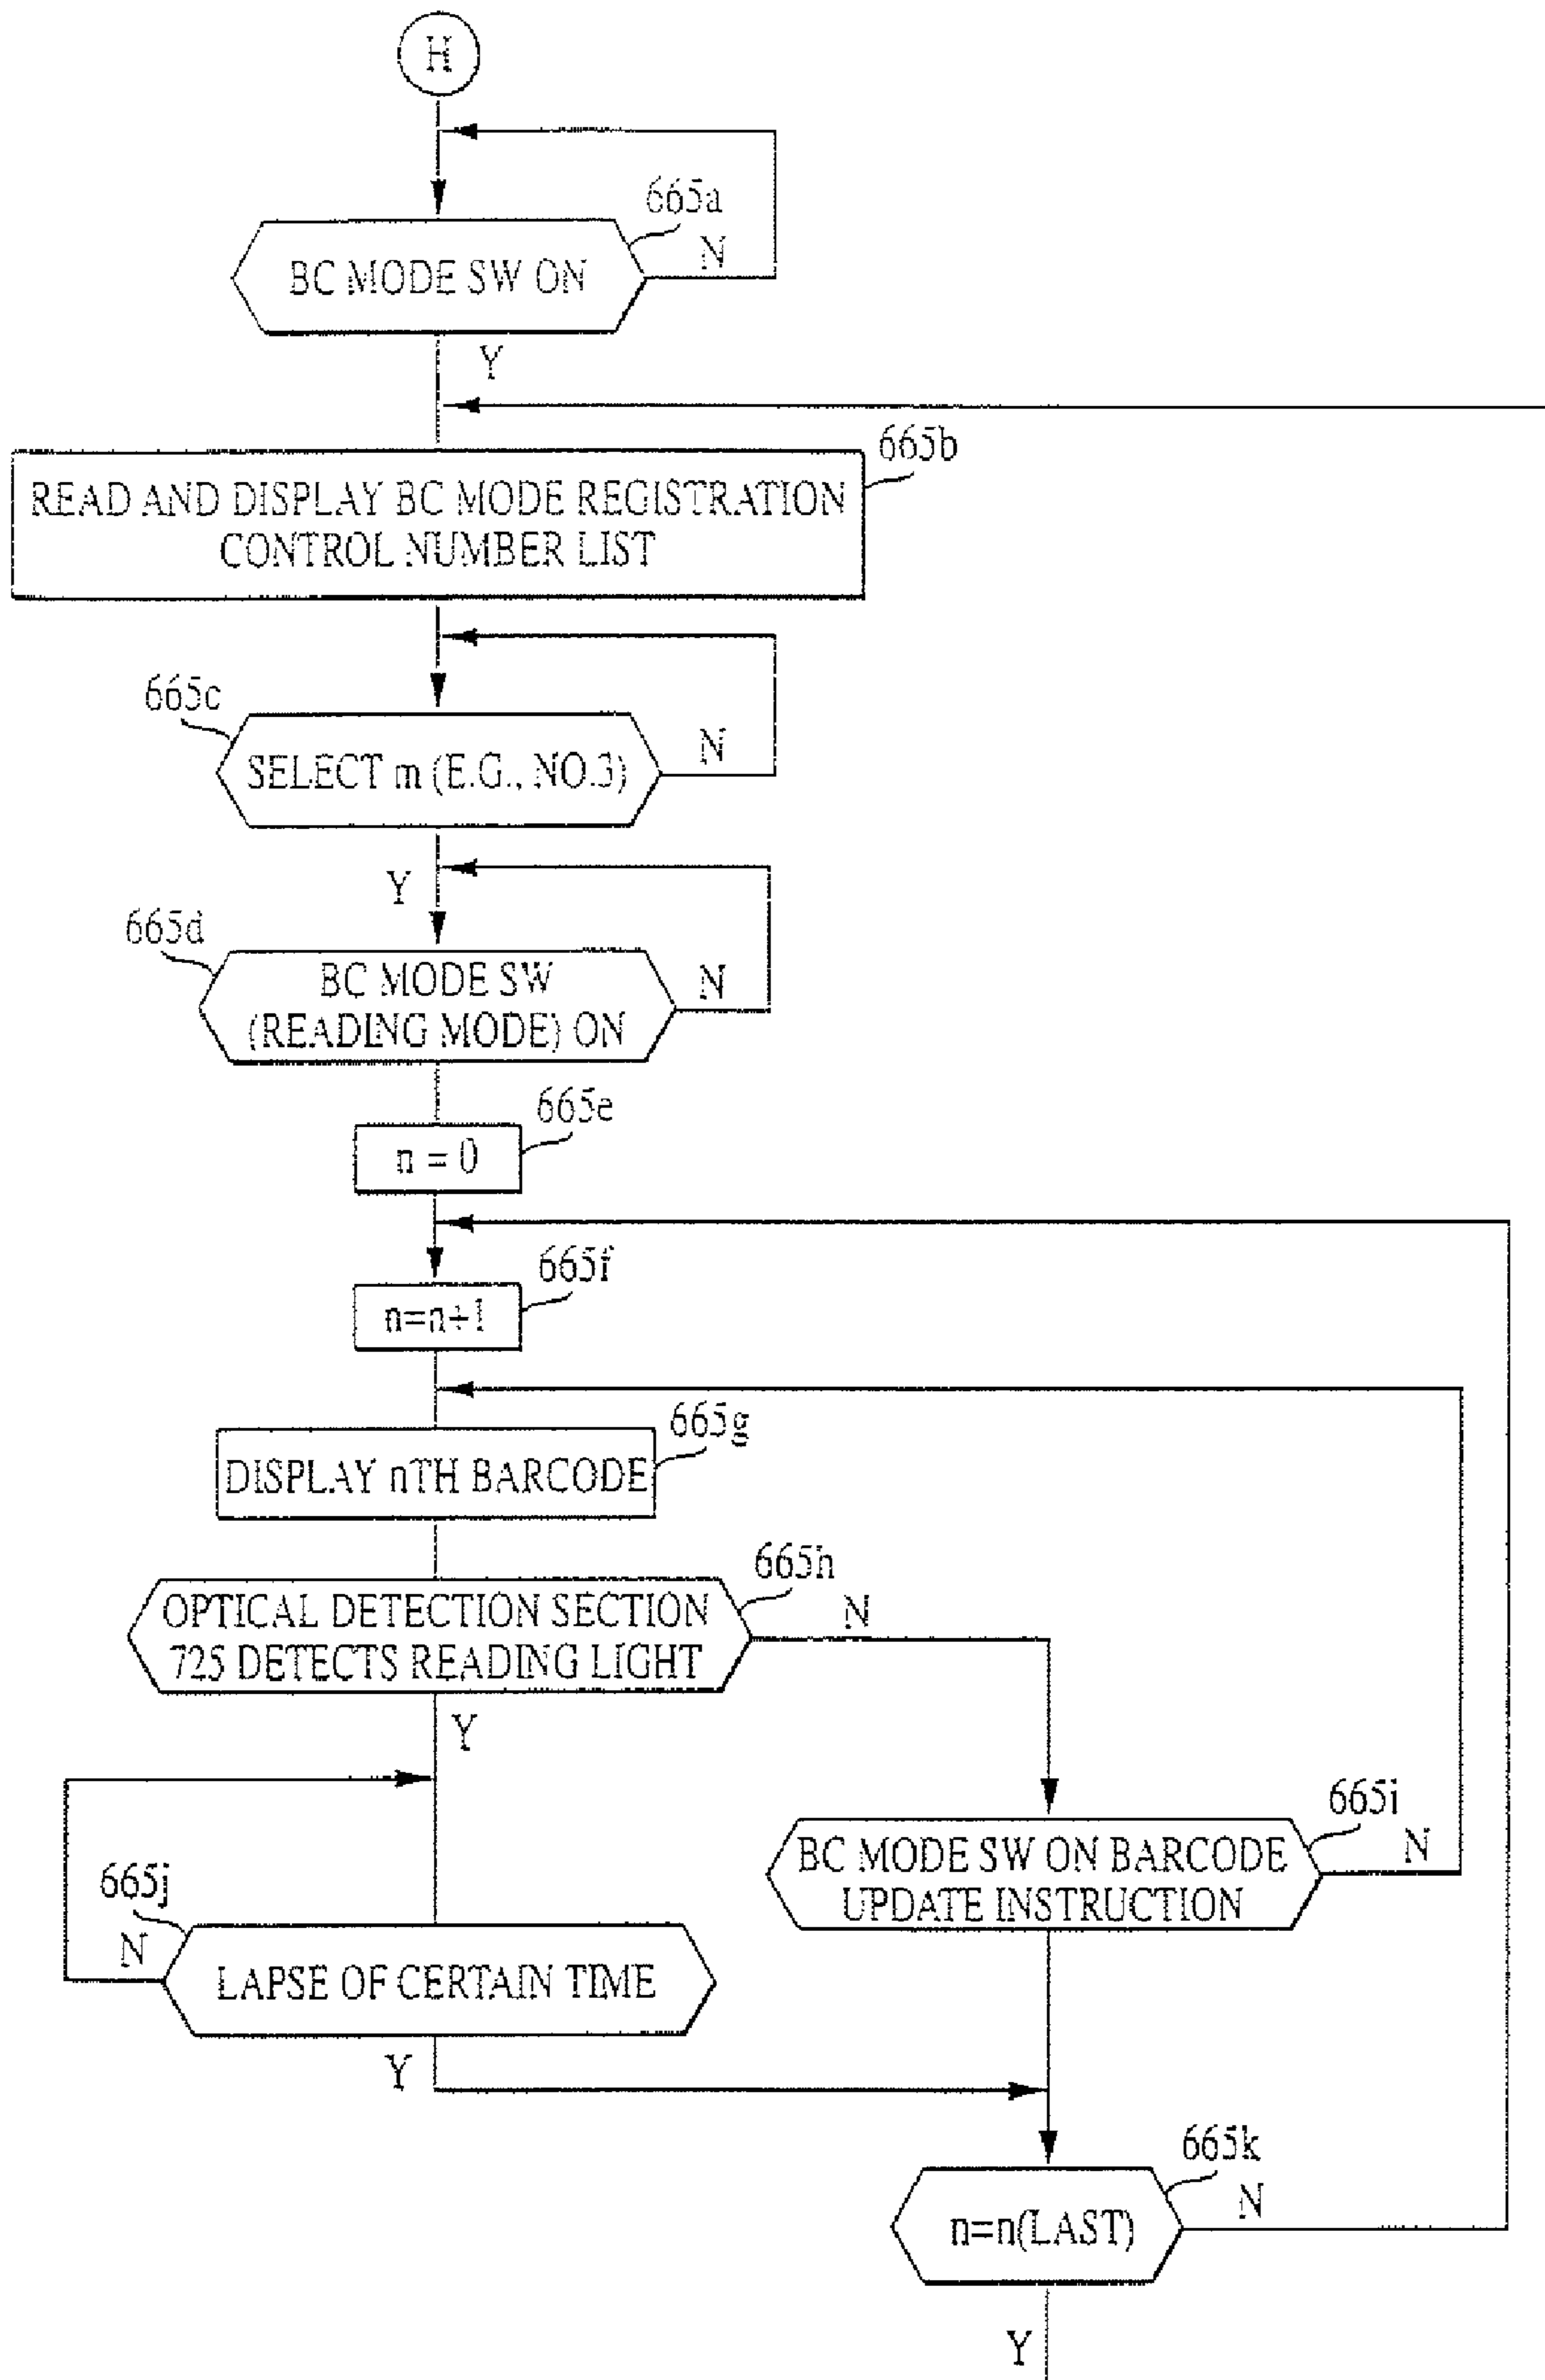 H
665a
BC MODE SW ON
N
Y
665b
READ AND DISPLAY BC MODE REGISTRATION
CONTROL NUMBER LIST
665c
SELECT m (E.G., NO.3)
N
Y
665d
BC MODE SW
(READING MODE) ON
N
665e
n = 0
665f
n=n+1
665g
DISPLAY nTH BARCODE
665h
OPTICAL DETECTION SECTION
725 DETECTS READING LIGHT
N
Y
665i
BC MODE SW ON BARCODE
UPDATE INSTRUCTION
N
665j
N
LAPSE OF CERTAIN TIME
Y
665k
n=n(LAST)
N
Y